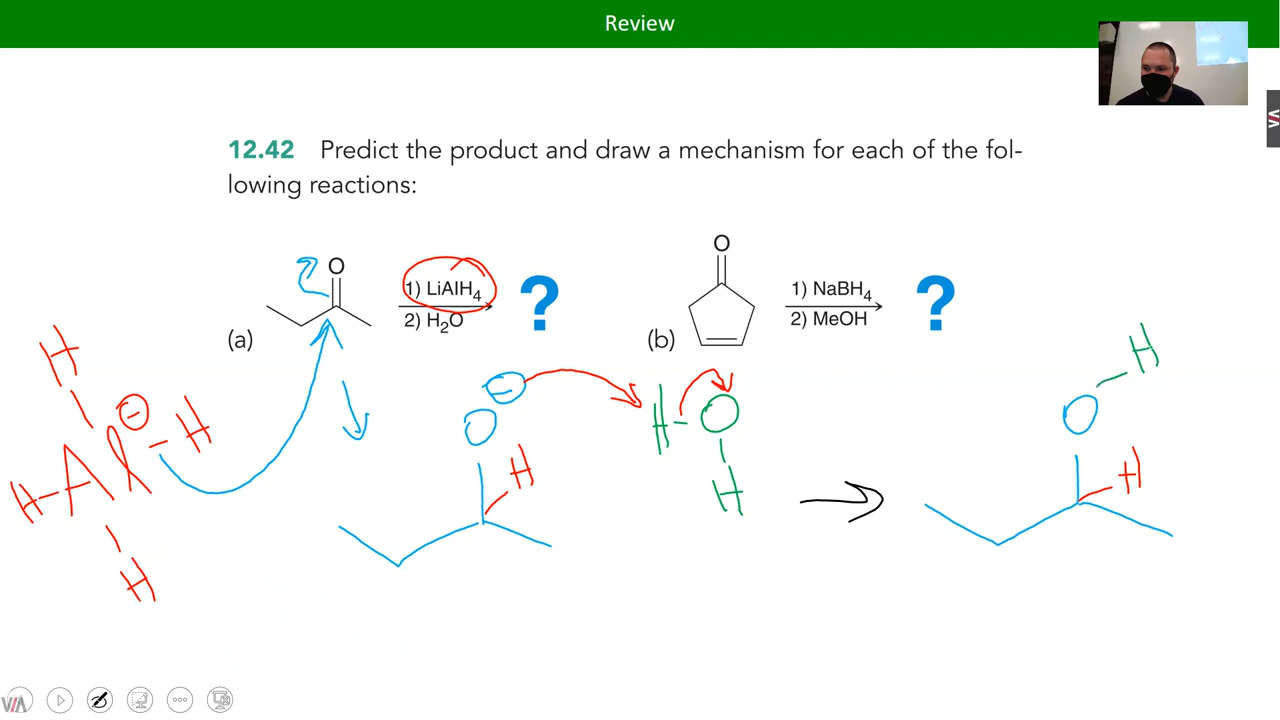 Review
12.42 Predict the product and draw a mechanism for each of the fol-
lowing reactions:
(a)
O
1) LiAlH4
2) H2O
?
(b)
O
1) NaBH4
2) MeOH
?
H
H-Al-H
⊖
H
O ⊖
H
H-O
H
O-H
H
VIA